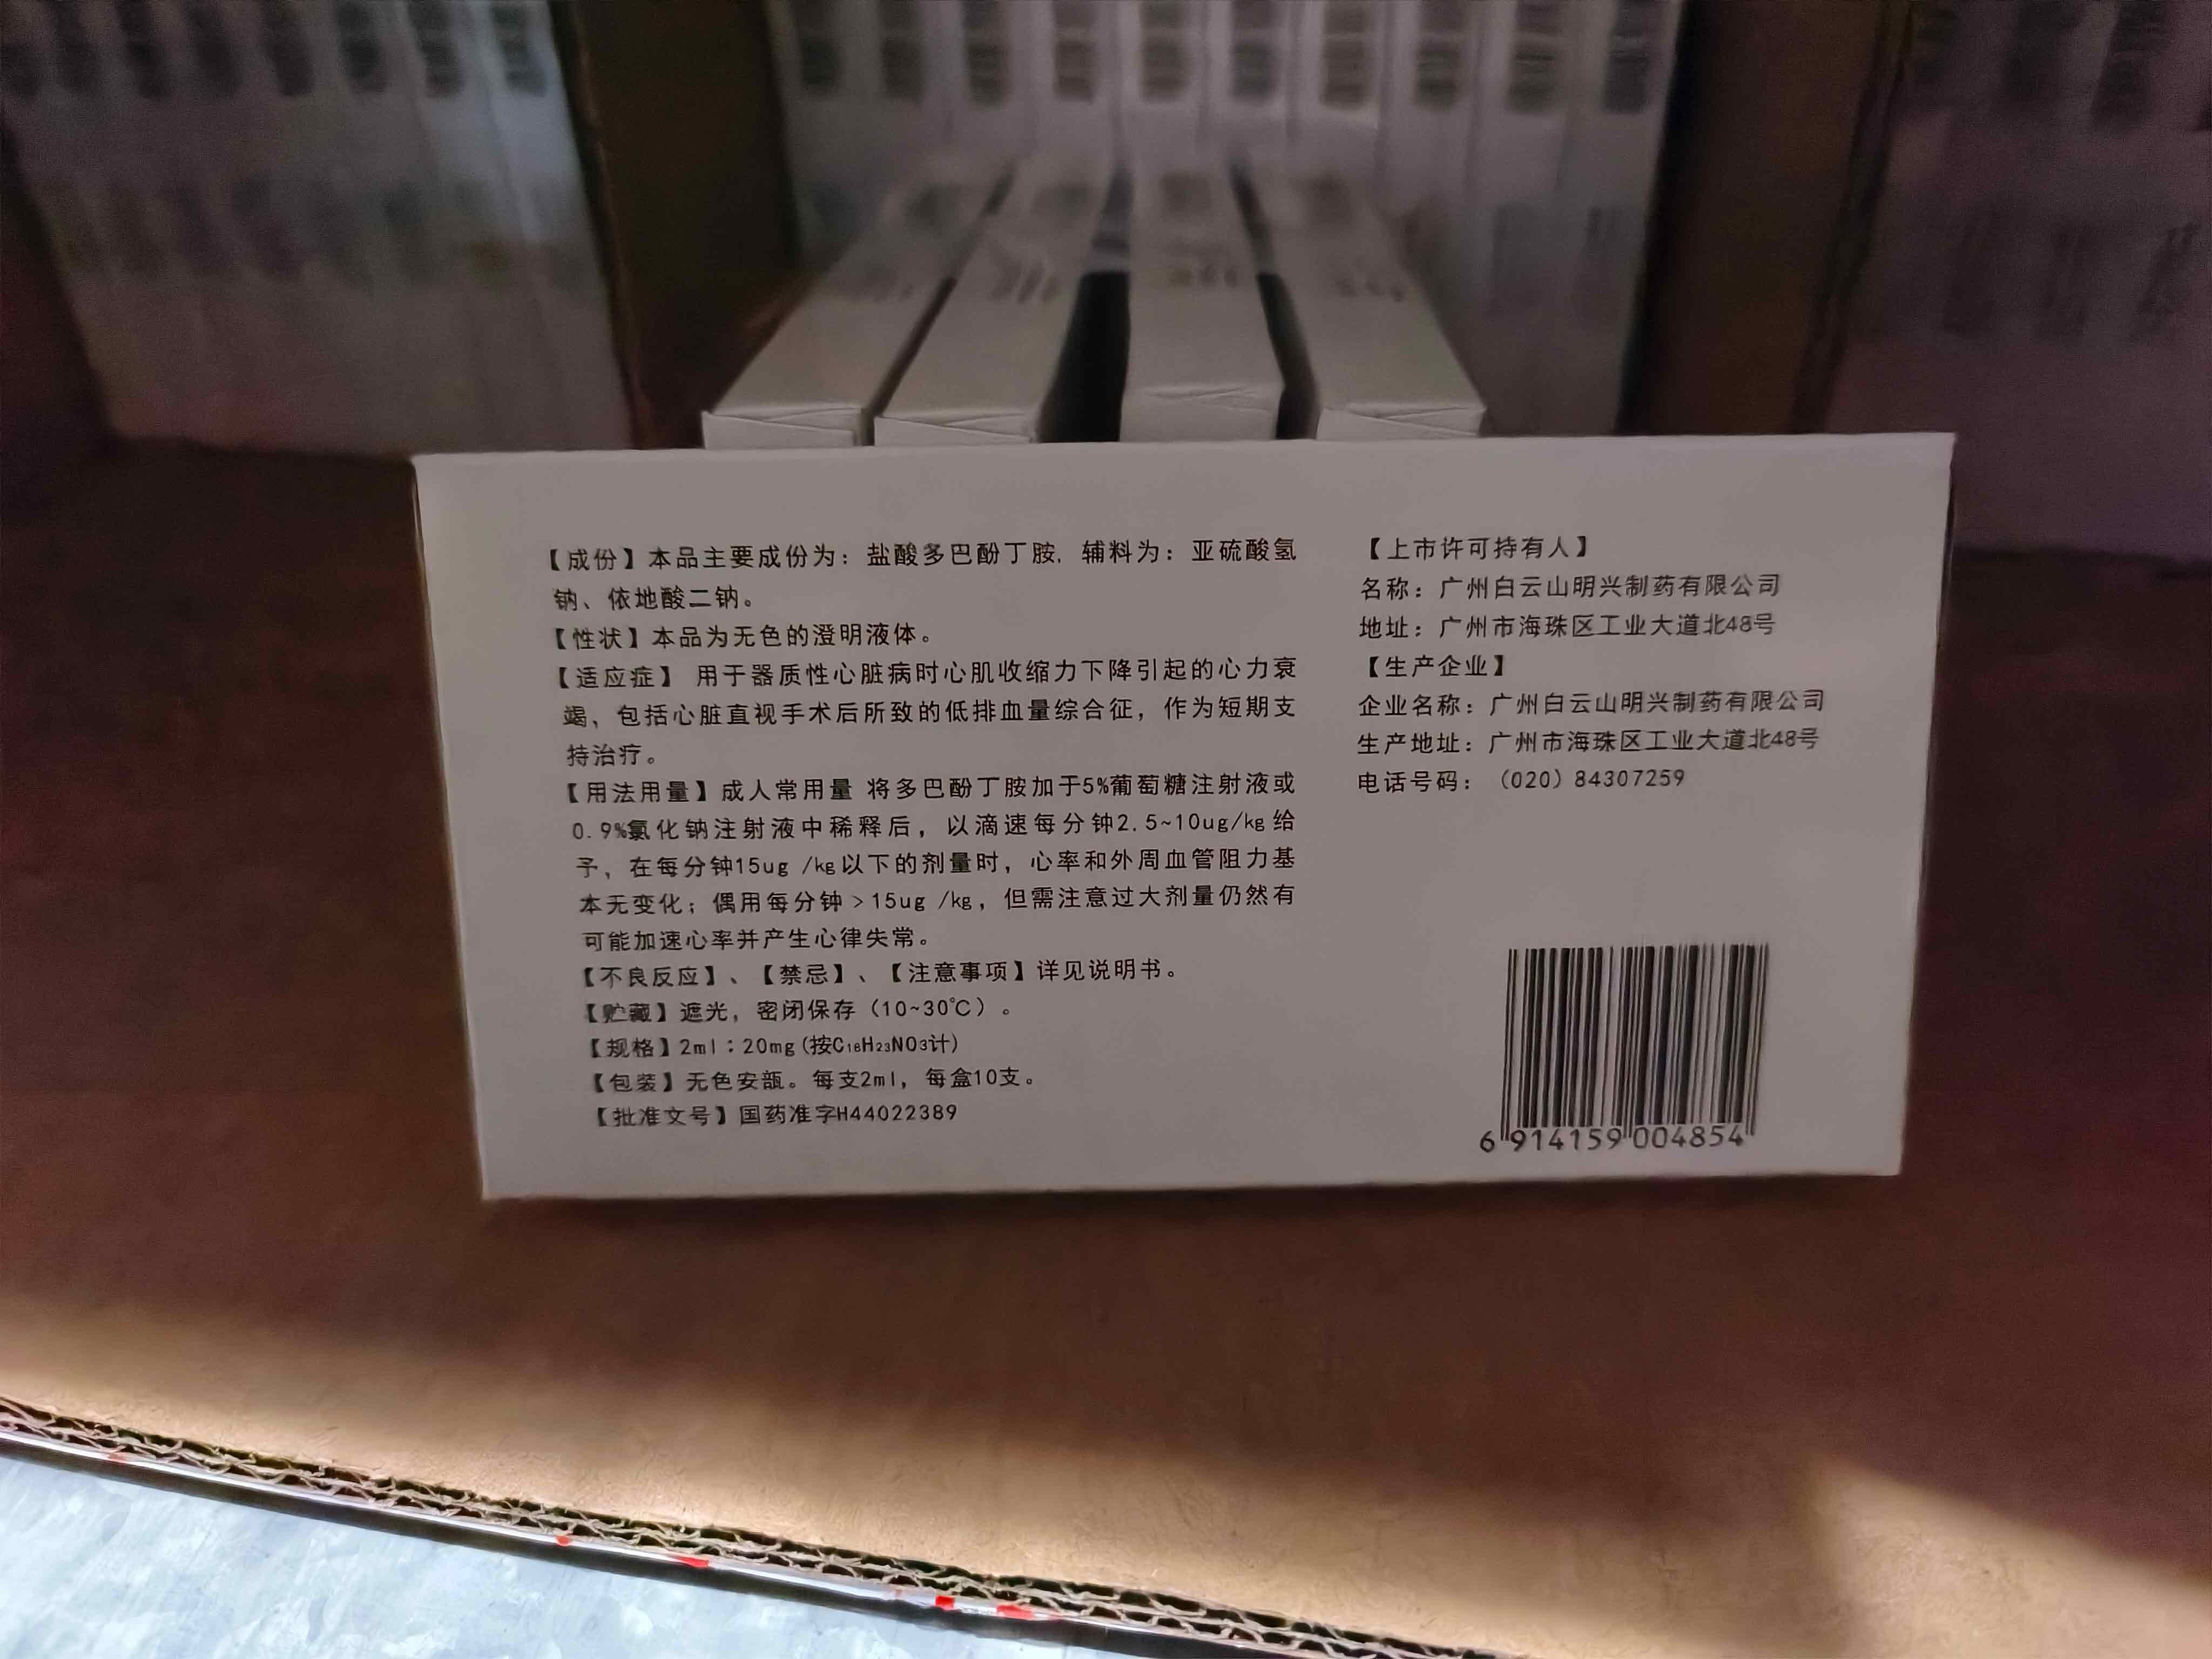 【成份】本品主要成份为：盐酸多巴酚丁胺，辅料为：亚硫酸氢
钠、依地酸二钠。
【性状】本品为无色的澄明液体。
【适应症】 用于器质性心脏病时心肌收缩力下降引起的心力衰
竭，包括心脏直视手术后所致的低排血量综合征，作为短期支
持治疗。
【用法用量】成人常用量 将多巴酚丁胺加于5%葡萄糖注射液或
0.9%氯化钠注射液中稀释后，以滴速每分钟2.5~10ug/kg给
予，在每分钟15ug /kg以下的剂量时，心率和外周血管阻力基
本无变化；偶用每分钟＞15ug /kg，但需注意过大剂量仍然有
可能加速心率并产生心律失常。
【不良反应】、【禁忌】、【注意事项】详见说明书。
【贮藏】遮光，密闭保存（10~30℃）。
【规格】2ml：20mg(按C₁₈H₂₃NO₃计)
【包装】无色安瓿。每支2ml，每盒10支。
【批准文号】国药准字H44022389
【上市许可持有人】
名称：广州白云山明兴制药有限公司
地址：广州市海珠区工业大道北48号
【生产企业】
企业名称：广州白云山明兴制药有限公司
生产地址：广州市海珠区工业大道北48号
电话号码：（020）84307259
6 914159 004854